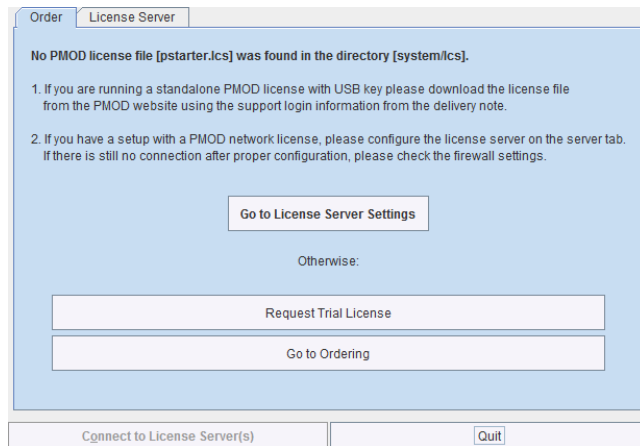 Order
License Server
No PMOD license file [pstarter.lcs] was found in the directory [system/lcs].
1. If you are running a standalone PMOD license with USB key please download the license file
from the PMOD website using the support login information from the delivery note.
2. If you have a setup with a PMOD network license, please configure the license server on the server tab.
If there is still no connection after proper configuration, please check the firewall settings.
Go to License Server Settings
Otherwise:
Request Trial License
Go to Ordering
Connect to License Server(s)
Quit